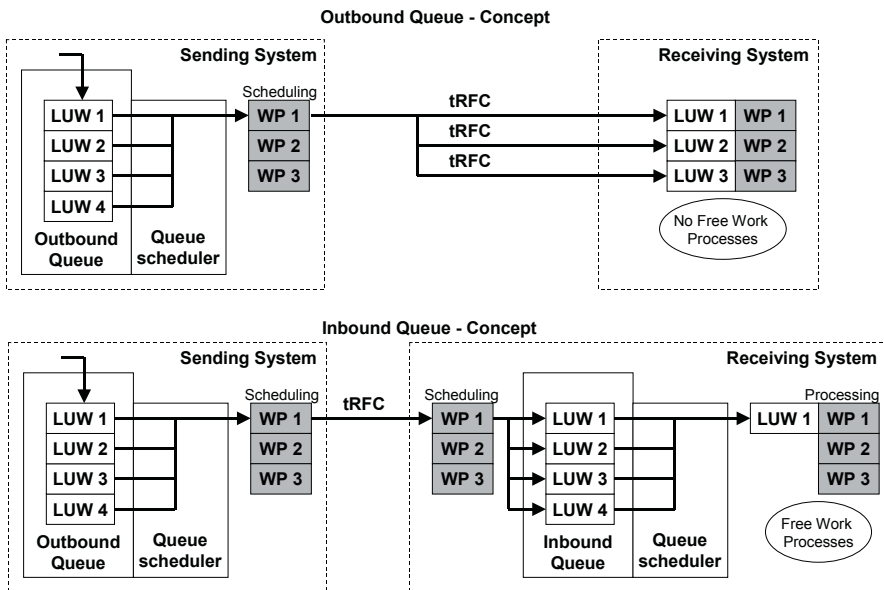 Outbound Queue - Concept
Sending System
Receiving System
Scheduling
tRFC
LUW 1
WP 1
LUW 1
WP 1
tRFC
LUW 2
WP 2
LUW 2
WP 2
tRFC
LUW 3
WP 3
LUW 3
WP 3
LUW 4
Outbound
Queue
Queue
scheduler
No Free Work
Processes
Inbound Queue - Concept
Sending System
Receiving System
Scheduling
tRFC
Scheduling
Processing
LUW 1
WP 1
WP 1
LUW 1
LUW 1
WP 1
LUW 2
WP 2
WP 2
LUW 2
WP 2
LUW 3
WP 3
WP 3
LUW 3
WP 3
LUW 4
LUW 4
Outbound
Queue
Queue
scheduler
Inbound
Queue
Queue
scheduler
Free Work
Processes